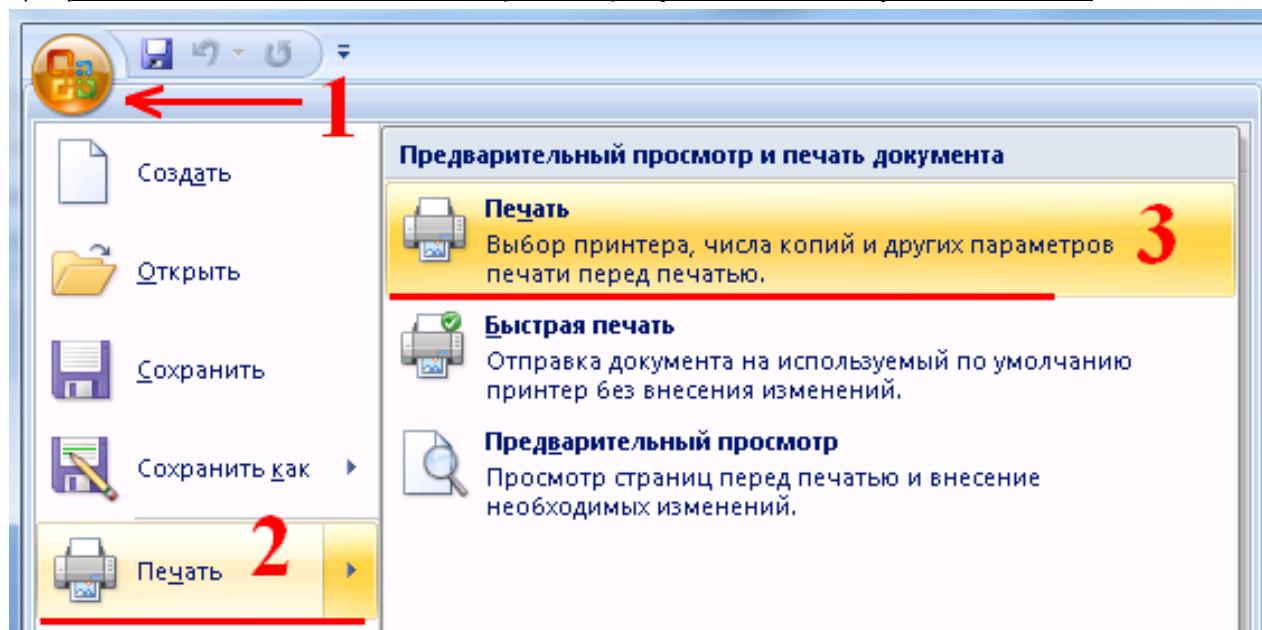 1
Создать
Открыть
Сохранить
Сохранить как
2
Печать
Предварительный просмотр и печать документа
Печать
3
Выбор принтера, числа копий и других параметров
печати перед печатью.
Быстрая печать
Отправка документа на используемый по умолчанию
принтер без внесения изменений.
Предварительный просмотр
Просмотр страниц перед печатью и внесение
необходимых изменений.